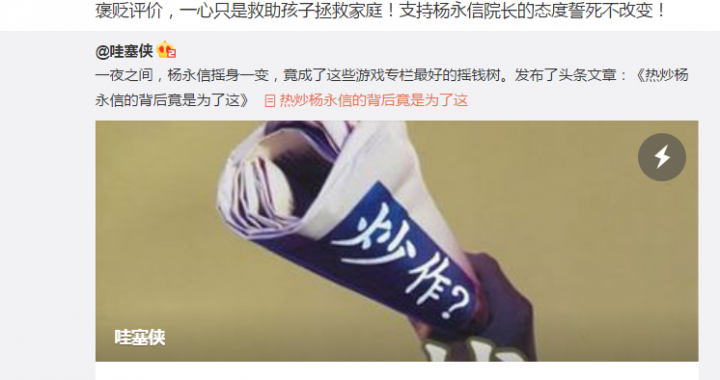 褒贬评价，一心只是救助孩子拯救家庭！支持杨永信院长的态度誓死不改变！
@哇塞侠
一夜之间，杨永信摇身一变，竟成了这些游戏专栏最好的摇钱树。发布了头条文章：《热炒杨
永信的背后竟是为了这》 热炒杨永信的背后竟是为了这
炒作？
哇塞侠